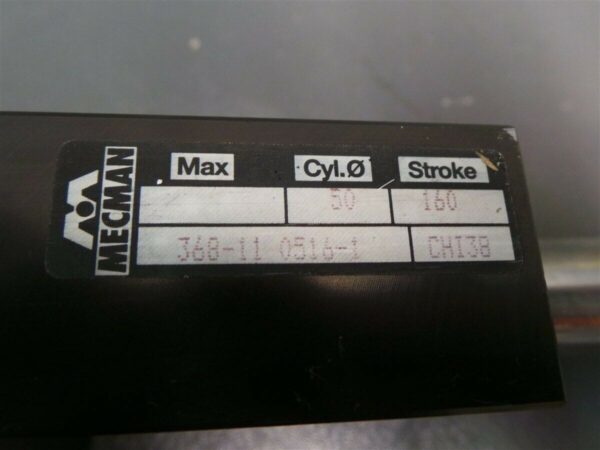 MECMAN
Max Cyl.Ø Stroke
50 160
368-11 0516-1 CHI38